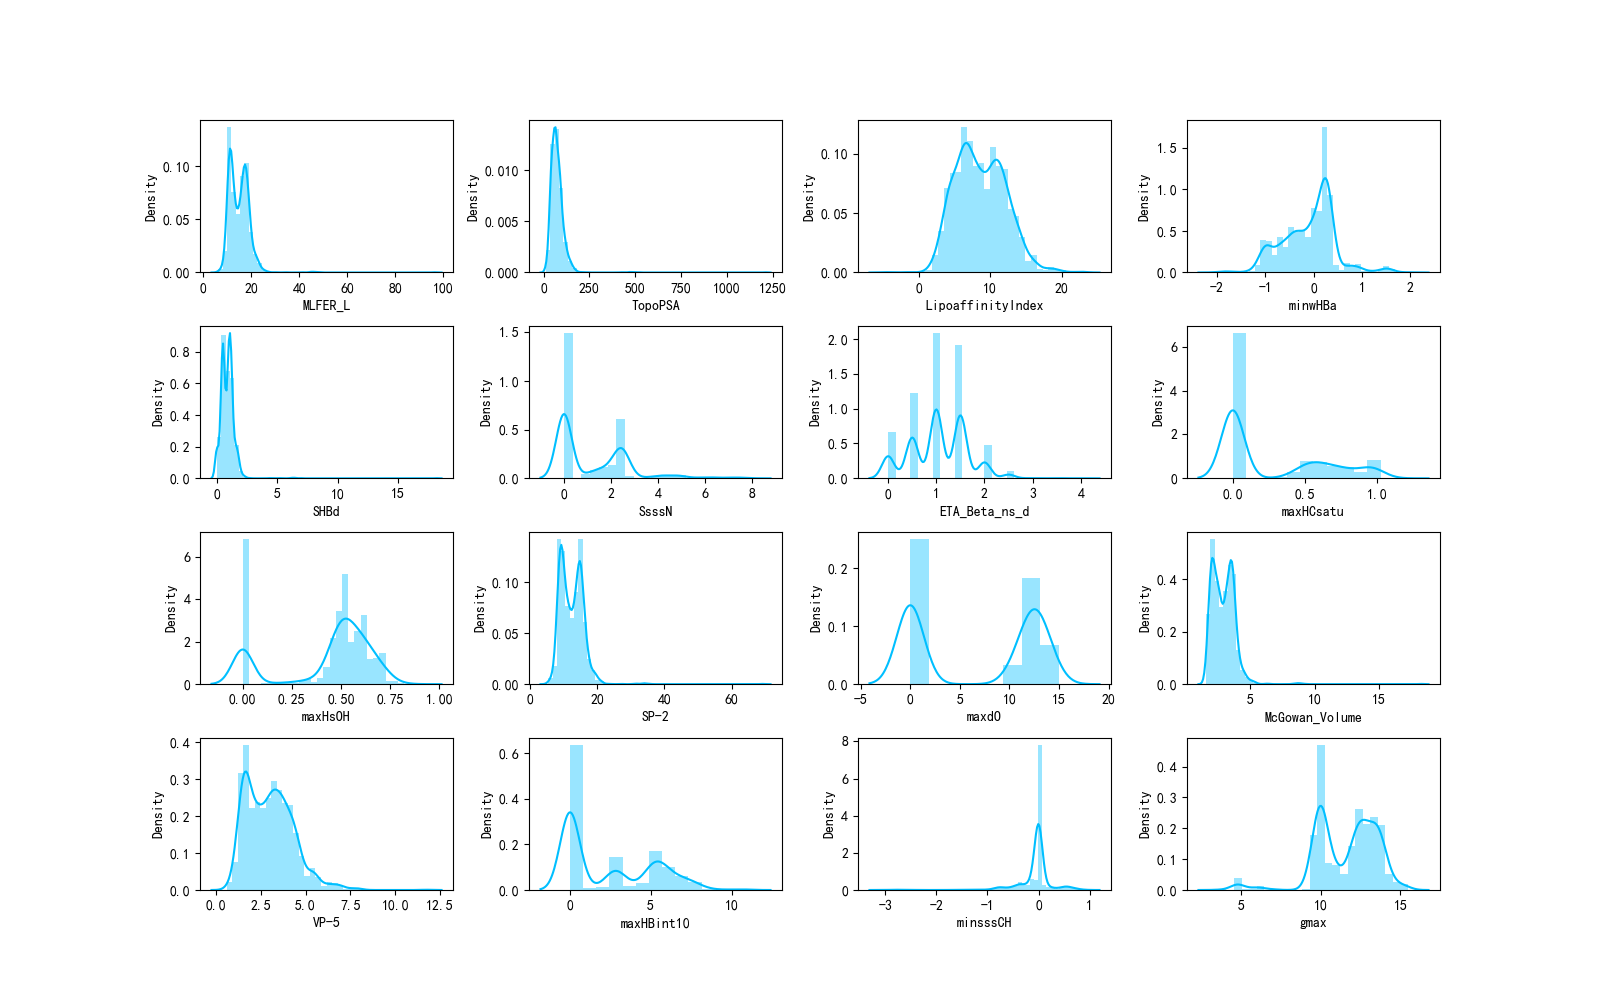 Density
0.10
0.05
0.00
0 20 40 60 80 100
MLFER_L
Density
0.010
0.005
0.000
0 250 500 750 1000 1250
TopoPSA
Density
0.10
0.05
0.00
0 10 20
LipoaffinityIndex
Density
1.5
1.0
0.5
0.0
−2 −1 0 1 2
minwHBa
Density
0.8
0.6
0.4
0.2
0.0
0 5 10 15
SHBd
Density
1.5
1.0
0.5
0.0
0 2 4 6 8
SsssN
Density
2.0
1.5
1.0
0.5
0.0
0 1 2 3 4
ETA_Beta_ns_d
Density
6
4
2
0
0.0 0.5 1.0
maxHCsatu
Density
6
4
2
0
0.00 0.25 0.50 0.75 1.00
maxHsOH
Density
0.10
0.05
0.00
0 20 40 60
SP-2
Density
0.2
0.1
0.0
−5 0 5 10 15 20
maxdO
Density
0.4
0.2
0.0
5 10 15
McGowan_Volume
Density
0.4
0.3
0.2
0.1
0.0
0.0 2.5 5.0 7.5 10.0 12.5
VP-5
Density
0.6
0.4
0.2
0.0
0 5 10
maxHBint10
Density
8
6
4
2
0
−3 −2 −1 0 1
minsssCH
Density
0.4
0.3
0.2
0.1
0.0
5 10 15
gmax